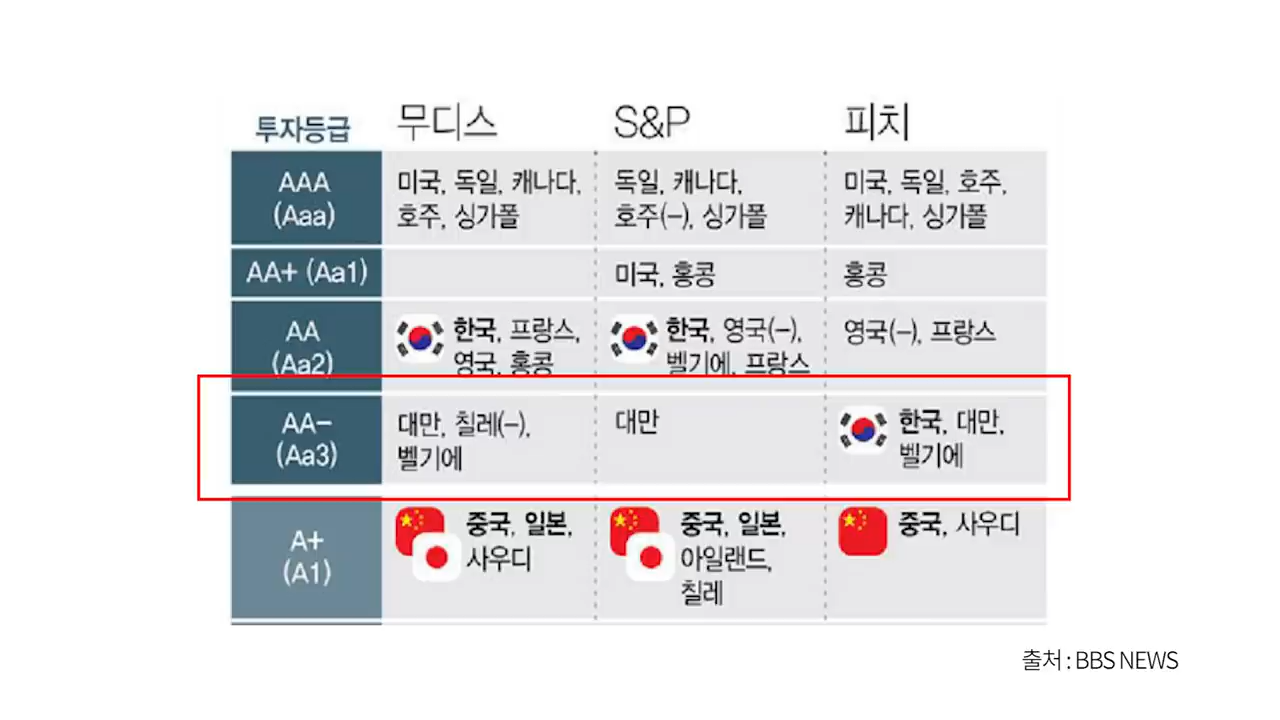 투자등급 무디스 S&P 피치
AAA
(Aaa)
미국, 독일, 캐나다,
호주, 싱가폴
독일, 캐나다,
호주(−), 싱가폴
미국, 독일, 호주,
캐나다, 싱가폴
AA+ (Aa1)
미국, 홍콩
홍콩
AA
(Aa2)
한국, 프랑스,
영국, 홍콩
한국, 영국(−),
벨기에, 프랑스
영국(−), 프랑스
AA−
(Aa3)
대만, 칠레(−),
벨기에
대만
한국, 대만,
벨기에
A+
(A1)
중국, 일본,
사우디
중국, 일본,
아일랜드,
칠레
중국, 사우디
출처 : BBS NEWS